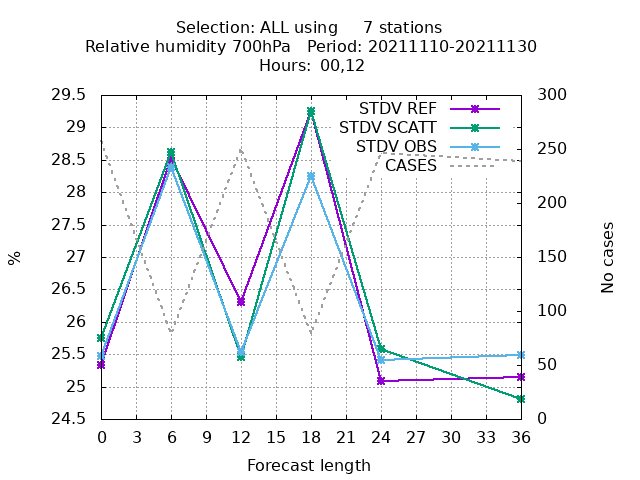 Selection: ALL using     7 stations
Relative humidity 700hPa   Period: 20211110-20211130
Hours: 00,12
STDV REF
STDV SCATT
STDV OBS
CASES
29.5
29
28.5
28
27.5
27
26.5
26
25.5
25
24.5
%
300
250
200
150
100
50
0
No cases
0 3 6 9 12 15 18 21 24 27 30 33 36
Forecast length